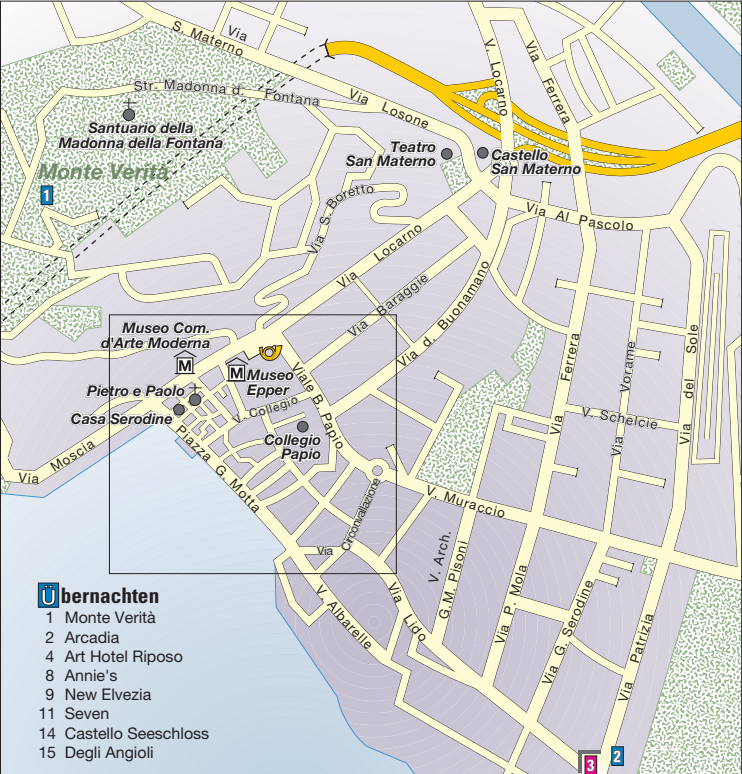 Via
S. Materno
V. Locarno
Via Ferrera
Str. Madonna d. Fontana
Via Losone
Santuario della
Madonna della Fontana
Teatro
San Materno
Castello
San Materno
Monte Verità
1
Via S. Boretto
Via Al Pascolo
Via Locarno
Via Baraggie
Via d. Buonamano
Museo Com.
d'Arte Moderna
M
M
Museo
Epper
Pietro e Paolo
Casa Serodine
V. Collegio
Viale B. Papio
Collegio
Papio
Via Ferrera
Via Vorame
Via del Sole
V. Schelcie
Via Moscia
Piazza G. Motta
V. Muraccio
Via Circonvallazione
V. Arch.
G.M. Pisoni
Via P. Moia
Via G. Serodine
Via Patrizia
V. Albarelle
Via Lido
Übernachten
1 Monte Verità
2 Arcadia
4 Art Hotel Riposo
8 Annie's
9 New Elvezia
11 Seven
14 Castello Seeschloss
15 Degli Angioli
3
2